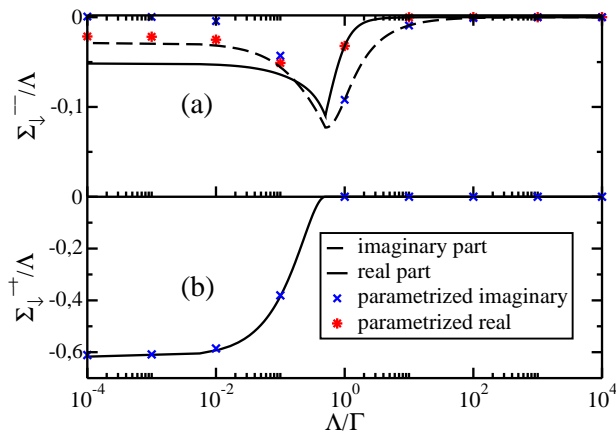 0
-0,1
Σ↓⁻⁻/Λ
(a)
0
-0,2
-0,4
-0,6
Σ↓⁻⁺/Λ
(b)
imaginary part
real part
parametrized imaginary
parametrized real
10⁻⁴ 10⁻² 10⁰ 10² 10⁴
Λ/Γ